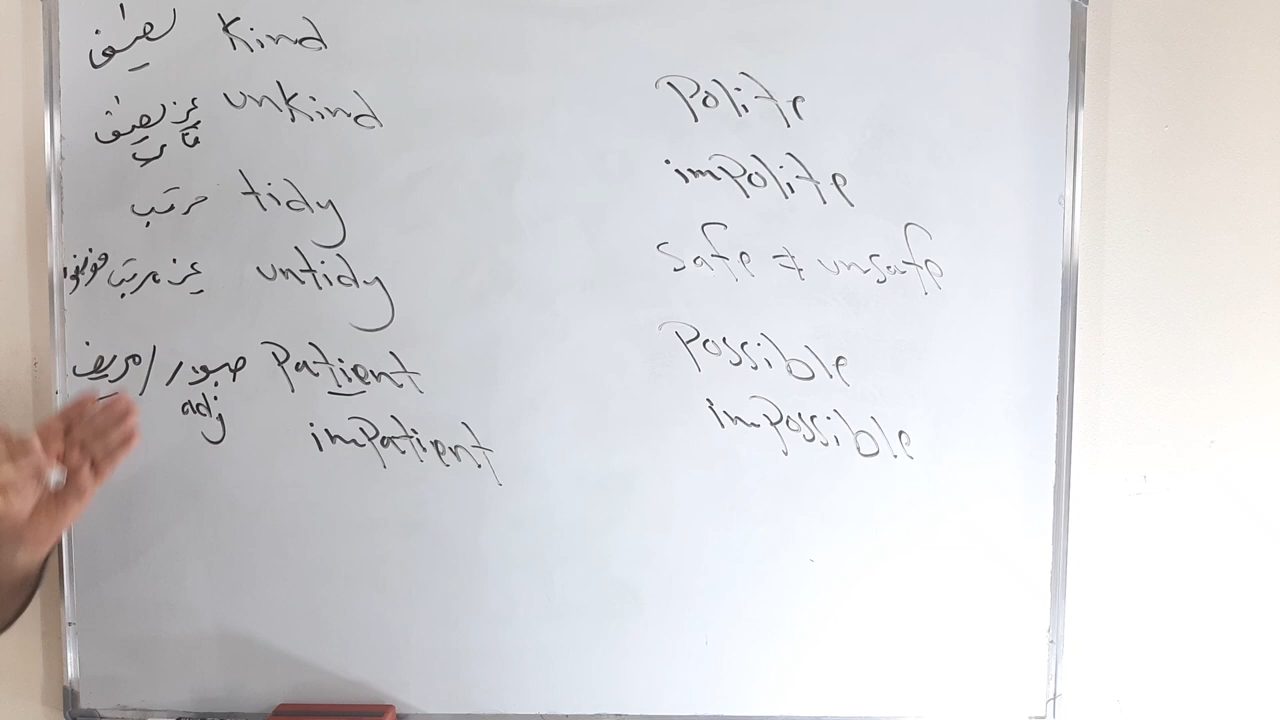 kind لطيف
unkind غير لطيف
قاسي
tidy مرتب
untidy غير مرتب
patient صبور / مريض
adj
impatient
polite
impolite
safe ≠ unsafe
possible
impossible